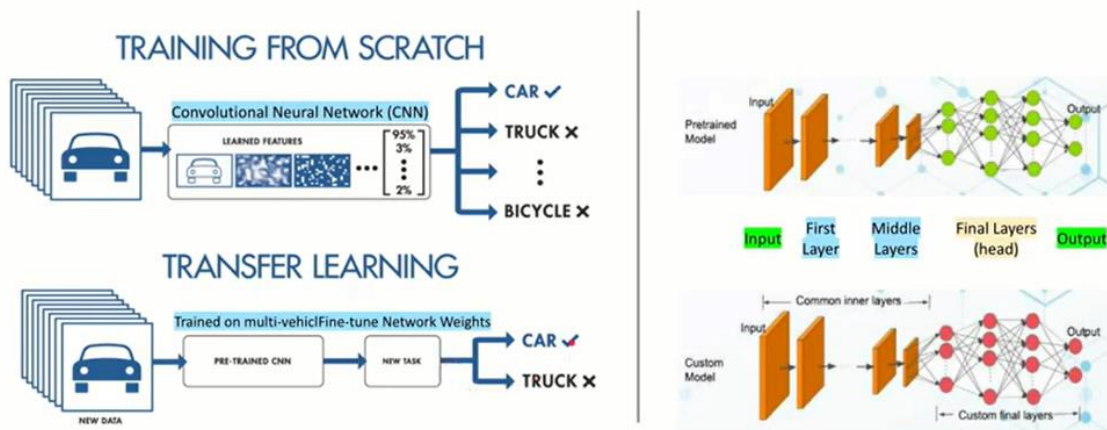 TRAINING FROM SCRATCH
Convolutional Neural Network (CNN)
LEARNED FEATURES
95%
3%
2%
CAR ✓
TRUCK ✕
BICYCLE ✕
TRANSFER LEARNING
Trained on multi-vehiclFine-tune Network Weights
PRE-TRAINED CNN
NEW TASK
CAR ✓
TRUCK ✕
NEW DATA
Input
Output
Pretrained
Model
Input
First
Layer
Middle
Layers
Final Layers
(head)
Output
Common inner layers
Input
Output
Custom
Model
Custom final layers